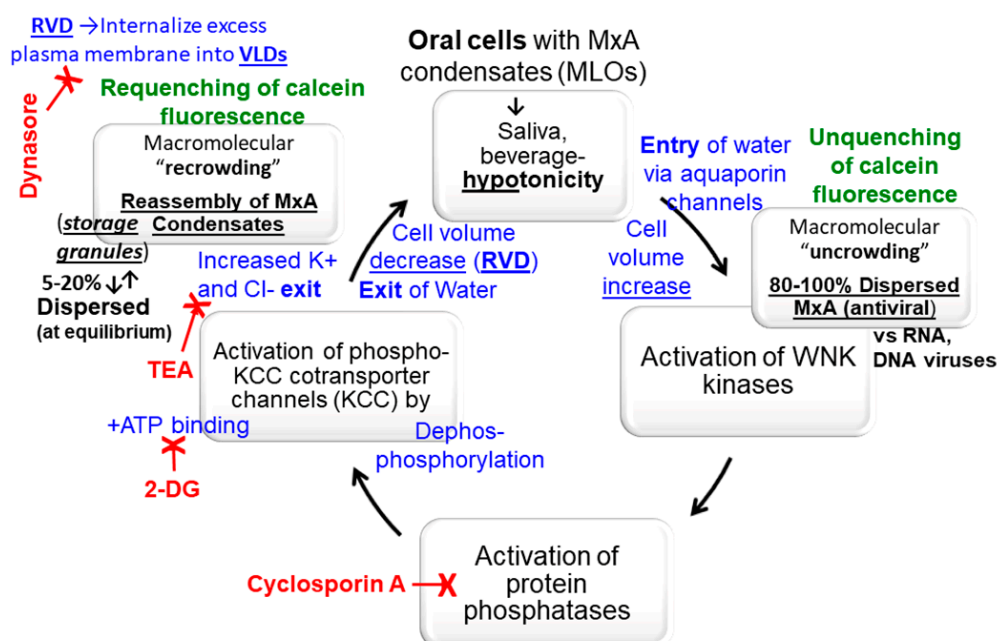 RVD →Internalize excess
plasma membrane into VLDs
Dynasore
Requenching of calcein
fluorescence
Macromolecular
“recrowding”
Reassembly of MxA
Condensates
(storage
granules)
5-20% ↓↑
Dispersed
(at equilibrium)
Oral cells with MxA
condensates (MLOs)
↓
Saliva,
beverage-
hypotonicity
Entry of water
via aquaporin
channels
Cell
volume
increase
Unquenching
of calcein
fluorescence
Macromolecular
“uncrowding”
80-100% Dispersed
MxA (antiviral)
vs RNA,
DNA viruses
Activation of WNK
kinases
Activation of
protein
phosphatases
Cyclosporin A
X
Dephos-
phosphorylation
Activation of phospho-
KCC cotransporter
channels (KCC) by
+ATP binding
2-DG
TEA
Increased K+
and Cl- exit
Cell volume
decrease (RVD)
Exit of Water